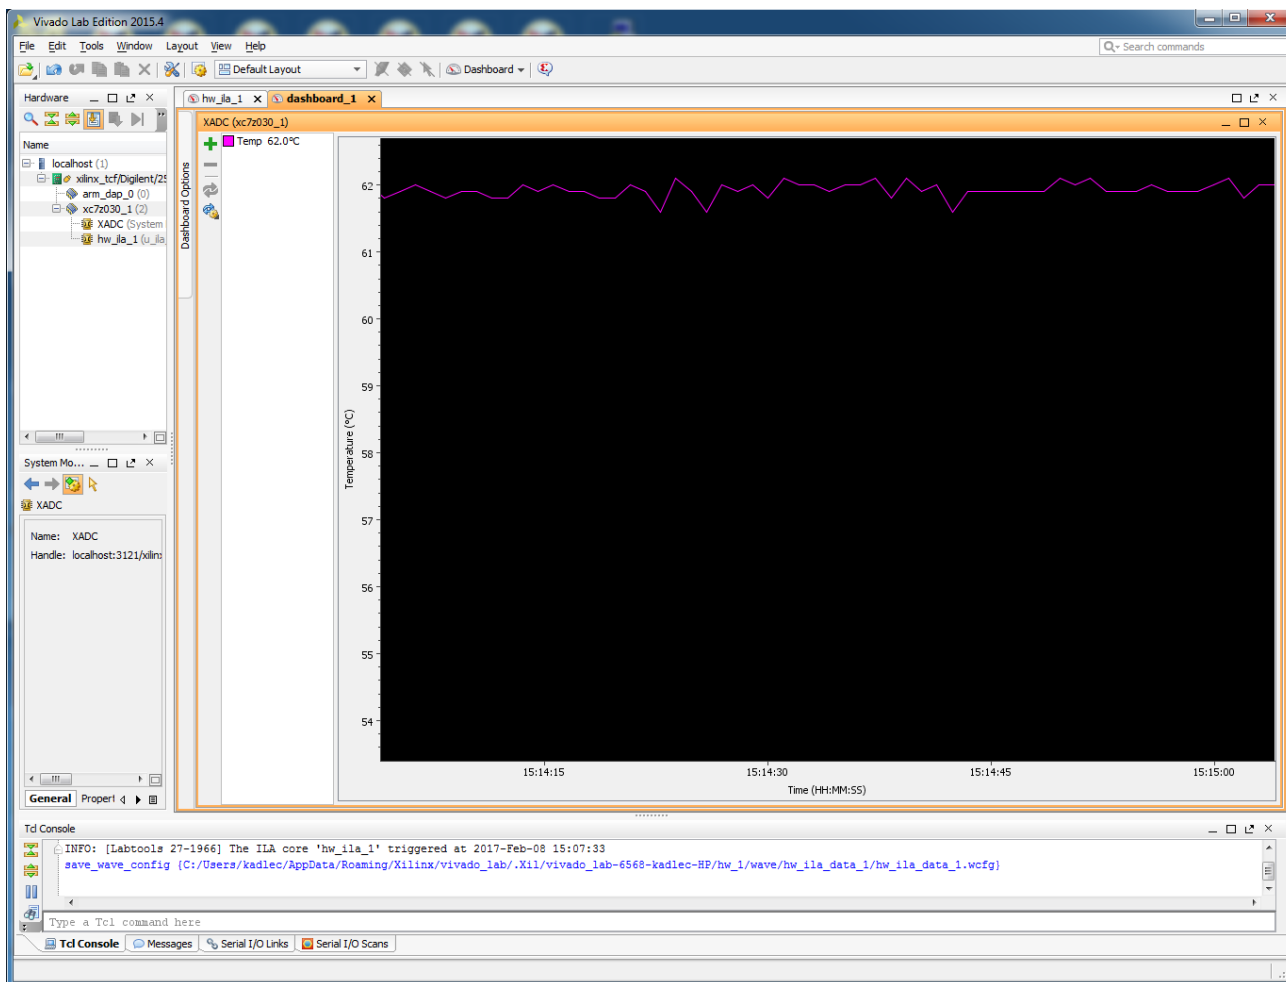 Vivado Lab Edition 2015.4
File Edit Tools Window Layout View Help
Search commands
Default Layout
Dashboard
Hardware
Name
localhost (1)
xilinx_tcf/Digilent/25
arm_dap_0 (0)
xc7z030_1 (2)
XADC (System
hw_ila_1 (u_ila
System Mo...
XADC
Name: XADC
Handle: localhost:3121/xilinx
General Propert
hw_ila_1 dashboard_1
Dashboard Options
XADC (xc7z030_1)
Temp 62.0°C
Temperature (°C)
62
61
60
59
58
57
56
55
54
15:14:15 15:14:30 15:14:45 15:15:00
Time (HH:MM:SS)
Tcl Console
INFO: [Labtools 27-1966] The ILA core 'hw_ila_1' triggered at 2017-Feb-08 15:07:33
save_wave_config {C:/Users/kadlec/AppData/Roaming/Xilinx/vivado_lab/.Xil/vivado_lab-6568-kadlec-HP/hw_1/wave/hw_ila_data_1/hw_ila_data_1.wcfg}
Type a Tcl command here
Tcl Console Messages Serial I/O Links Serial I/O Scans